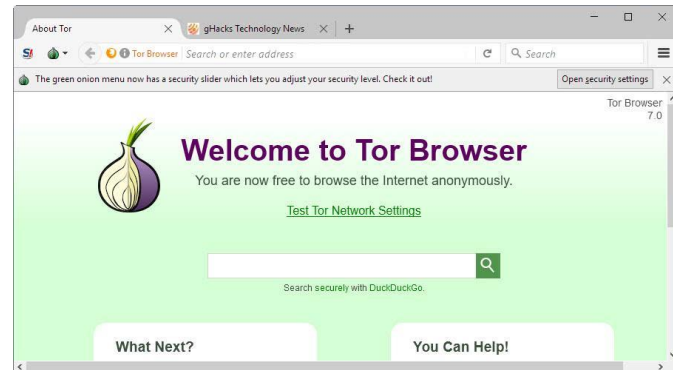 About Tor
gHacks Technology News
Tor Browser Search or enter address
Search
The green onion menu now has a security slider which lets you adjust your security level. Check it out!
Open security settings
Tor Browser
7.0
Welcome to Tor Browser
You are now free to browse the Internet anonymously.
Test Tor Network Settings
Search securely with DuckDuckGo.
What Next?
You Can Help!